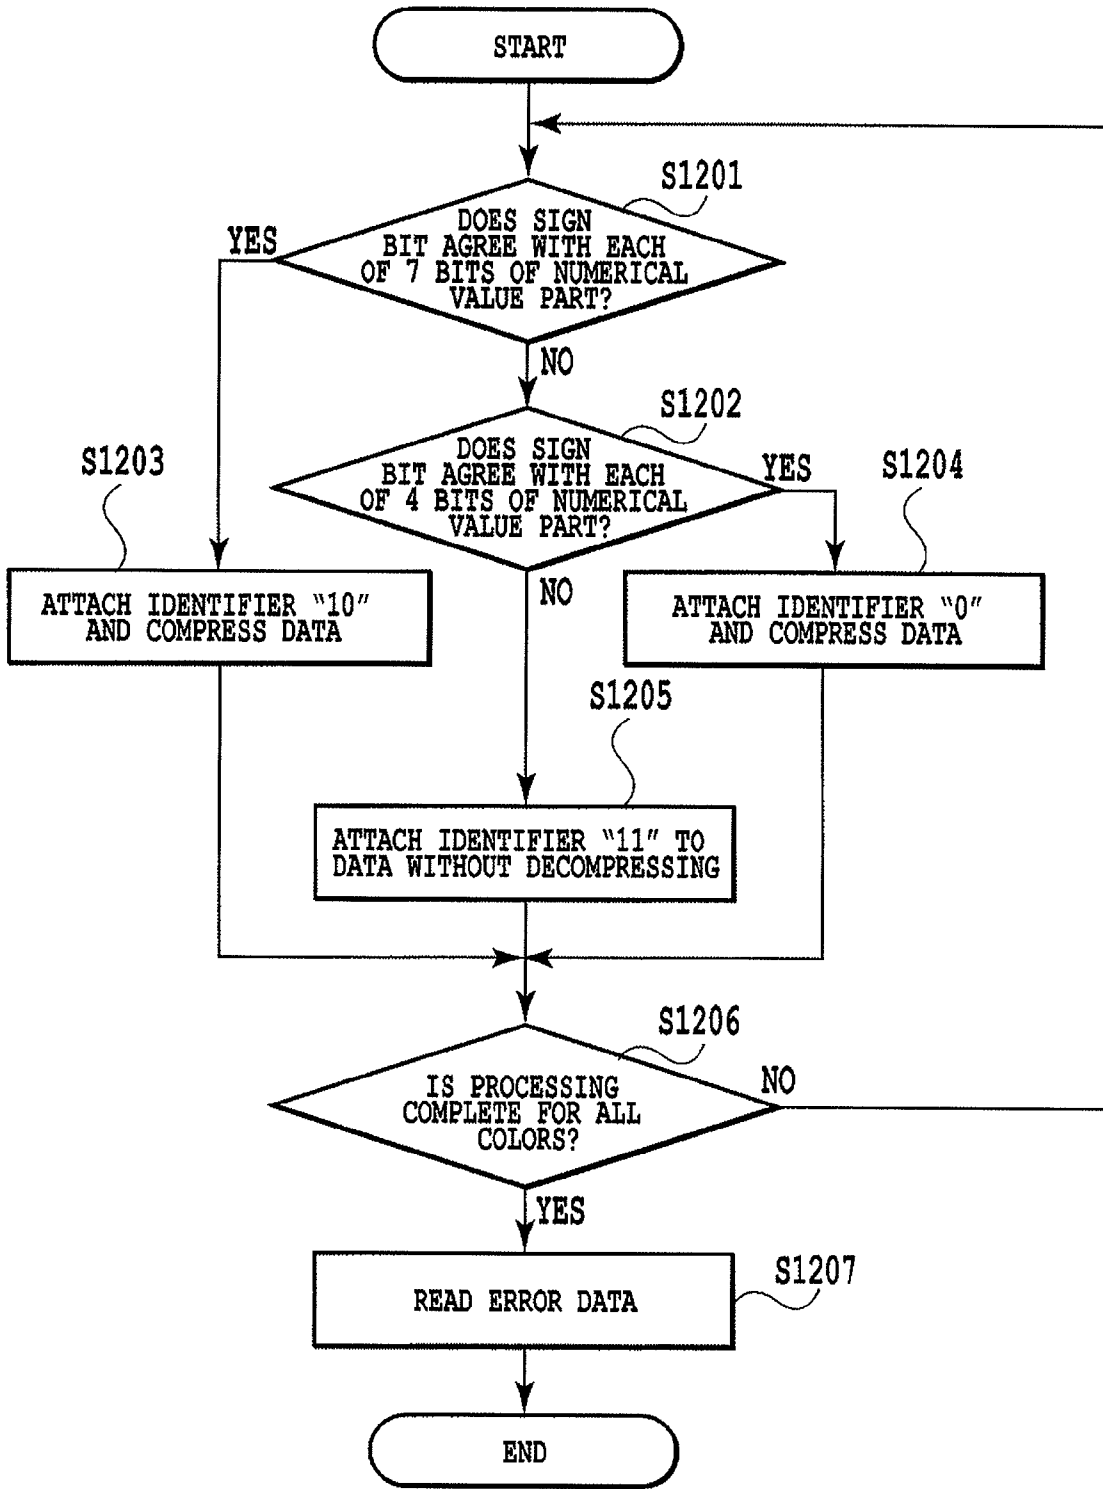 START
S1201
DOES SIGN
BIT AGREE WITH EACH
OF 7 BITS OF NUMERICAL
VALUE PART?
YES
NO
S1202
DOES SIGN
BIT AGREE WITH EACH
OF 4 BITS OF NUMERICAL
VALUE PART?
YES
NO
S1203
ATTACH IDENTIFIER “10”
AND COMPRESS DATA
S1204
ATTACH IDENTIFIER “0”
AND COMPRESS DATA
S1205
ATTACH IDENTIFIER “11” TO
DATA WITHOUT DECOMPRESSING
S1206
IS PROCESSING
COMPLETE FOR ALL
COLORS?
NO
YES
S1207
READ ERROR DATA
END